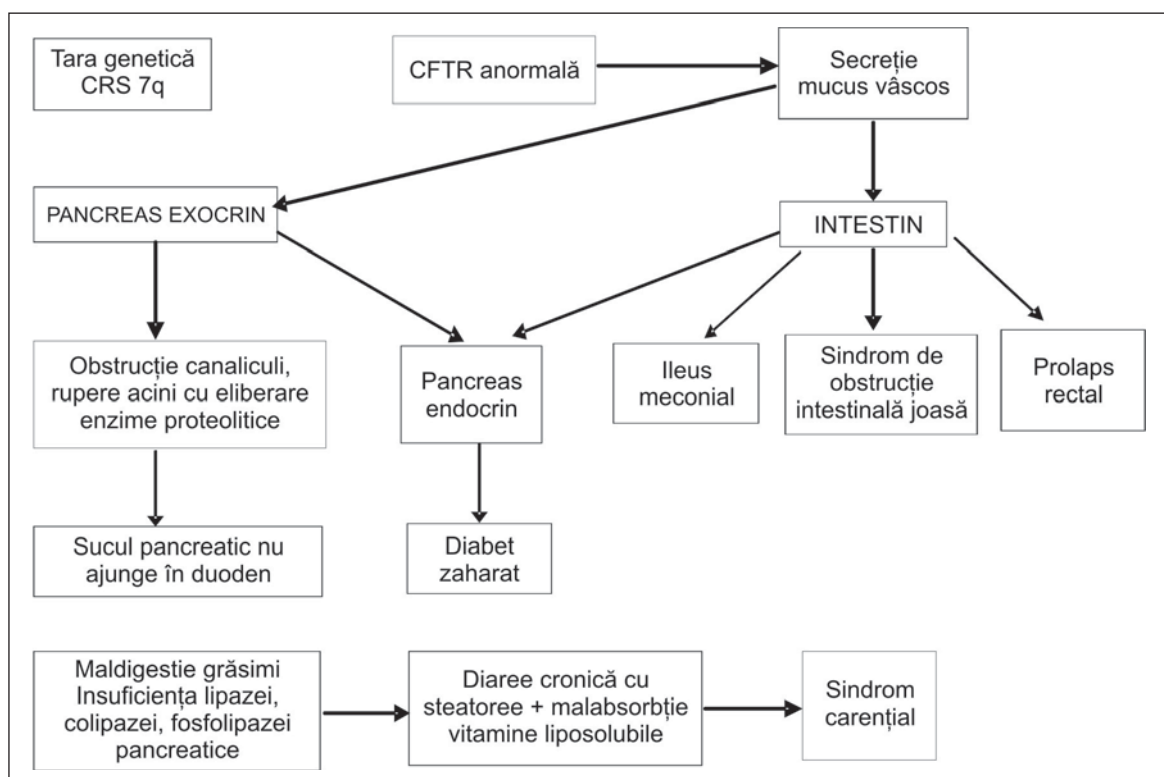 Tara genetică
CRS 7q
CFTR anormală
Secreție
mucus vâscos
PANCREAS EXOCRIN
INTESTIN
Obstrucție canaliculi,
rupere acini cu eliberare
enzime proteolitice
Pancreas
endocrin
Ileus
meconial
Sindrom de
obstrucție
intestinală joasă
Prolaps
rectal
Sucul pancreatic nu
ajunge în duoden
Diabet
zaharat
Maldigestie grăsimi
Insuficiența lipazei,
colipazei, fosfolipazei
pancreatice
Diaree cronică cu
steatoree + malabsorbție
vitamine liposolubile
Sindrom
carențial